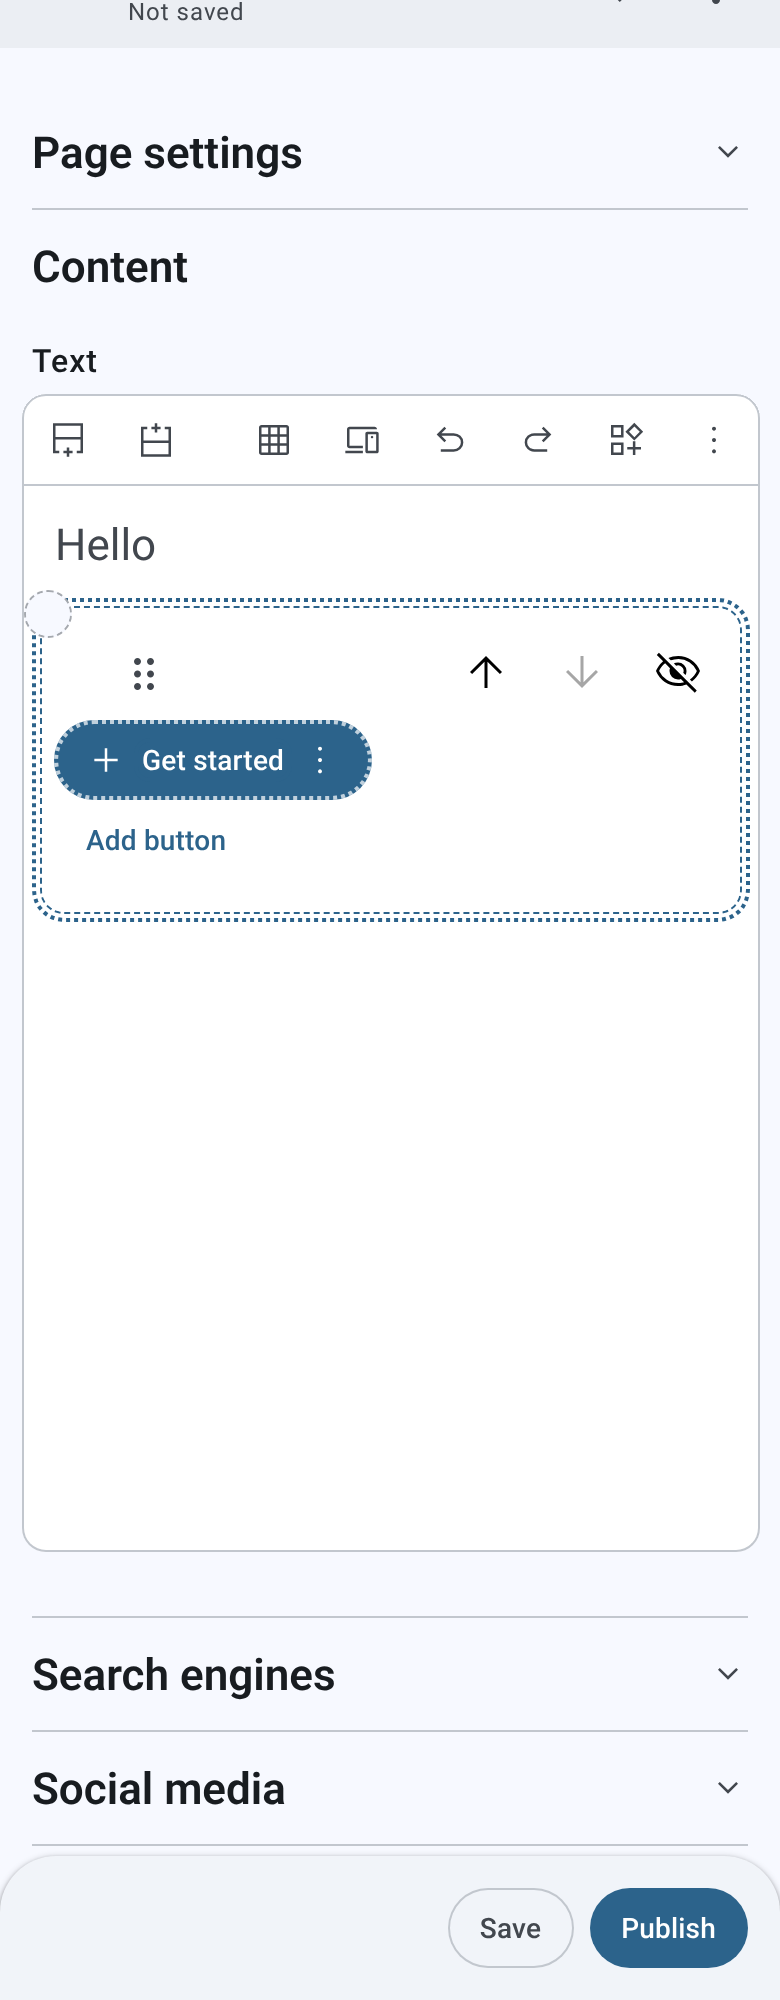 Not saved
Page settings
Content
Text
Hello
Get started
Add button
Search engines
Social media
Save
Publish